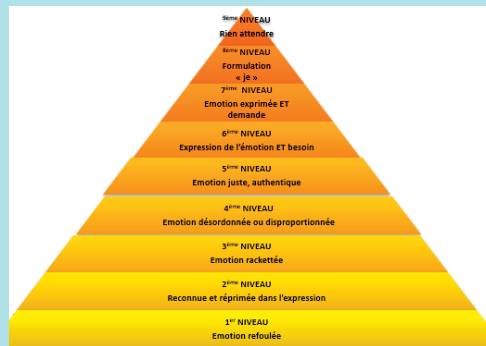 9ème NIVEAU
Rien attendre
8ème NIVEAU
Formulation
« je »
7ème NIVEAU
Emotion exprimée ET
demande
6ème NIVEAU
Expression de l'émotion ET besoin
5ème NIVEAU
Emotion juste, authentique
4ème NIVEAU
Emotion désordonnée ou disproportionnée
3ème NIVEAU
Emotion rackettée
2ème NIVEAU
Reconnue et réprimée dans l'expression
1er NIVEAU
Emotion refoulée